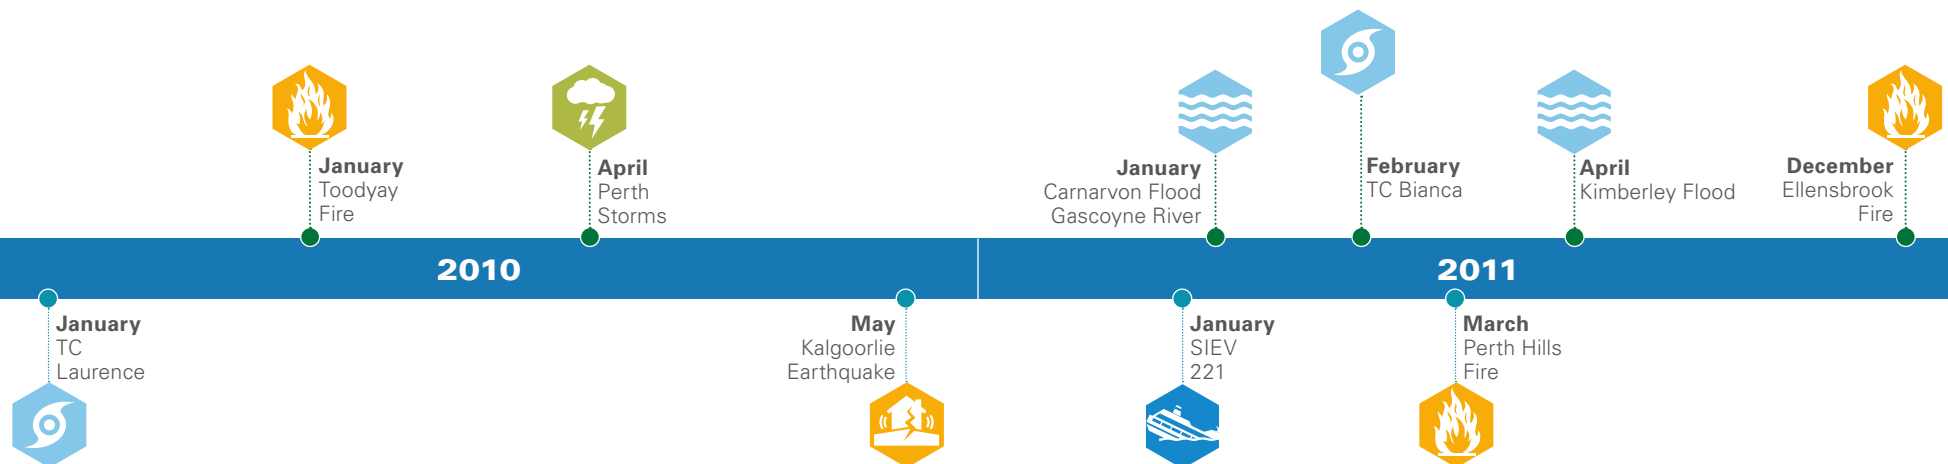 January
Toodyay
Fire
April
Perth
Storms
January
Carnarvon Flood
Gascoyne River
February
TC Bianca
April
Kimberley Flood
December
Ellensbrook
Fire
2010
2011
January
TC
Laurence
May
Kalgoorlie
Earthquake
January
SIEV
221
March
Perth Hills
Fire